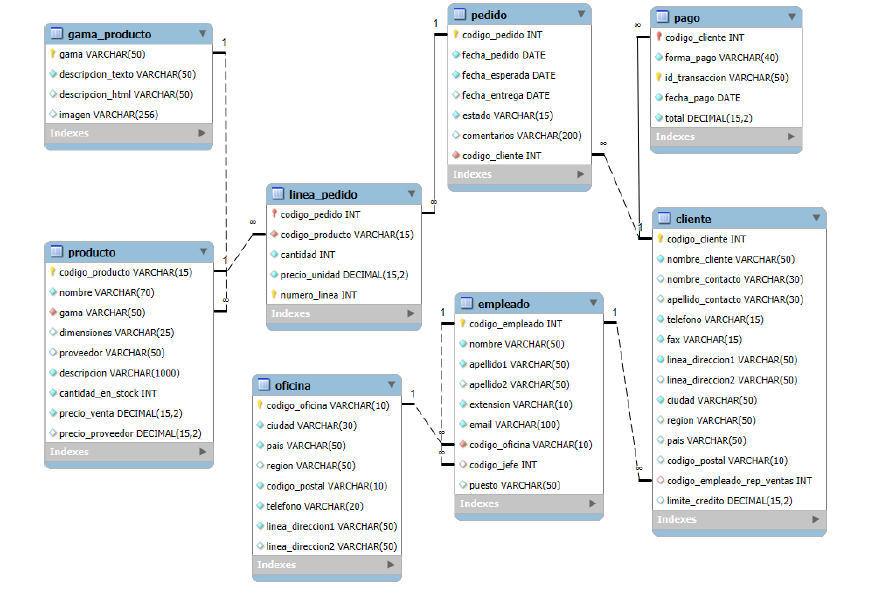 gama_producto
gama VARCHAR(50)
descripcion_texto VARCHAR(50)
descripcion_html VARCHAR(50)
imagen VARCHAR(256)
Indexes
1
producto
codigo_producto VARCHAR(15)
nombre VARCHAR(70)
gama VARCHAR(50)
dimensiones VARCHAR(25)
proveedor VARCHAR(50)
descripcion VARCHAR(1000)
cantidad_en_stock INT
precio_venta DECIMAL(15,2)
precio_proveedor DECIMAL(15,2)
Indexes
1
∞
linea_pedido
codigo_pedido INT
codigo_producto VARCHAR(15)
cantidad INT
precio_unidad DECIMAL(15,2)
numero_linea INT
Indexes
∞
∞
oficina
codigo_oficina VARCHAR(10)
ciudad VARCHAR(30)
pais VARCHAR(50)
region VARCHAR(50)
codigo_postal VARCHAR(10)
telefono VARCHAR(20)
linea_direccion1 VARCHAR(50)
linea_direccion2 VARCHAR(50)
Indexes
1
pedido
codigo_pedido INT
fecha_pedido DATE
fecha_esperada DATE
fecha_entrega DATE
estado VARCHAR(15)
comentarios VARCHAR(200)
codigo_cliente INT
Indexes
1
∞
empleado
codigo_empleado INT
nombre VARCHAR(50)
apellido1 VARCHAR(50)
apellido2 VARCHAR(50)
extension VARCHAR(10)
email VARCHAR(100)
codigo_oficina VARCHAR(10)
codigo_jefe INT
puesto VARCHAR(50)
Indexes
1
1
∞
∞
pago
codigo_cliente INT
forma_pago VARCHAR(40)
id_transaccion VARCHAR(50)
fecha_pago DATE
total DECIMAL(15,2)
Indexes
∞
cliente
codigo_cliente INT
nombre_cliente VARCHAR(50)
nombre_contacto VARCHAR(30)
apellido_contacto VARCHAR(30)
telefono VARCHAR(15)
fax VARCHAR(15)
linea_direccion1 VARCHAR(50)
linea_direccion2 VARCHAR(50)
ciudad VARCHAR(50)
region VARCHAR(50)
pais VARCHAR(50)
codigo_postal VARCHAR(10)
codigo_empleado_rep_ventas INT
limite_credito DECIMAL(15,2)
Indexes
1
∞